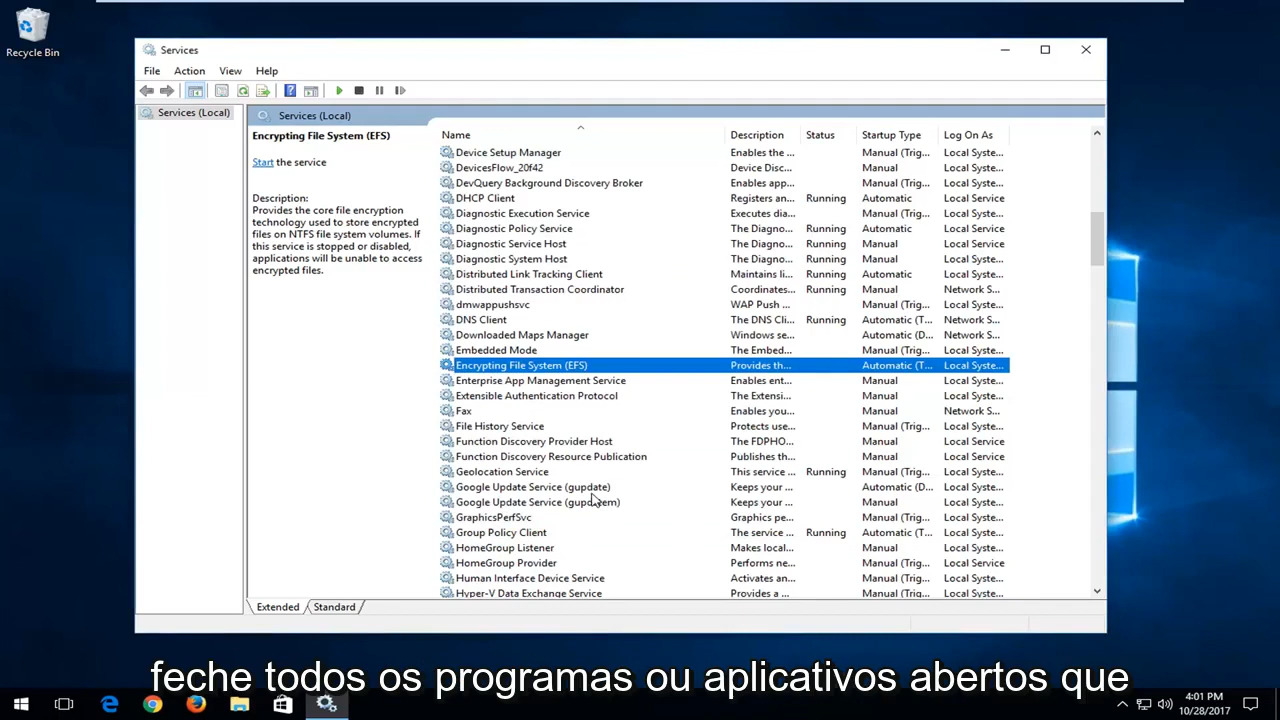 Recycle Bin
Services
File Action View Help
Services (Local)
Services (Local)
Encrypting File System (EFS)
Start the service
Description:
Provides the core file encryption
technology used to store encrypted
files on NTFS file system volumes. If
this service is stopped or disabled,
applications will be unable to access
encrypted files.
Name Description Status Startup Type Log On As
Device Setup Manager Enables the ... Manual (Trig... Local Syste...
DevicesFlow_20f42 Device Disc... Manual Local Syste...
DevQuery Background Discovery Broker Enables app... Manual (Trig... Local Syste...
DHCP Client Registers an... Running Automatic Local Service
Diagnostic Execution Service Executes dia... Manual (Trig... Local Syste...
Diagnostic Policy Service The Diagno... Running Automatic Local Service
Diagnostic Service Host The Diagno... Running Manual Local Service
Diagnostic System Host The Diagno... Running Manual Local Syste...
Distributed Link Tracking Client Maintains li... Running Automatic Local Syste...
Distributed Transaction Coordinator Coordinates... Running Manual Network S...
dmwappushsvc WAP Push ... Manual (Trig... Local Syste...
DNS Client The DNS Cli... Running Automatic (T... Network S...
Downloaded Maps Manager Windows se... Automatic (D... Network S...
Embedded Mode The Embed... Manual (Trig... Local Syste...
Encrypting File System (EFS) Provides th... Automatic (T... Local Syste...
Enterprise App Management Service Enables ent... Manual Local Syste...
Extensible Authentication Protocol The Extensi... Manual Local Syste...
Fax Enables you... Manual Network S...
File History Service Protects use... Manual (Trig... Local Syste...
Function Discovery Provider Host The FDPHO... Manual Local Service
Function Discovery Resource Publication Publishes th... Manual Local Service
Geolocation Service This service ... Running Manual (Trig... Local Syste...
Google Update Service (gupdate) Keeps your ... Automatic (D... Local Syste...
Google Update Service (gupdatem) Keeps your ... Manual Local Syste...
GraphicsPerfSvc Graphics pe... Manual (Trig... Local Syste...
Group Policy Client The service ... Running Automatic (T... Local Syste...
HomeGroup Listener Makes local... Manual Local Syste...
HomeGroup Provider Performs ne... Manual (Trig... Local Service
Human Interface Device Service Activates an... Manual (Trig... Local Syste...
Hyper-V Data Exchange Service Provides a ... Manual (Trig... Local Syste...
Extended Standard
feche todos os programas ou aplicativos abertos que
4:01 PM
10/28/2017